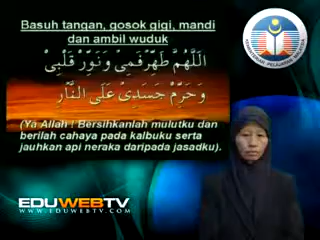 Basuh tangan, gosok gigi, mandi
dan ambil wuduk
اَللّٰهُمَّ طَهِّرْ فَمِيْ وَنَوِّرْ قَلْبِيْ
وَحَرِّمْ جَسَدِيْ عَلَى النَّارِ
(Ya Allah ! Bersihkanlah mulutku dan
berilah cahaya pada kalbuku serta
jauhkan api neraka daripada jasadku).
EDUWEBTV
WWW.EDUWEBTV.COM